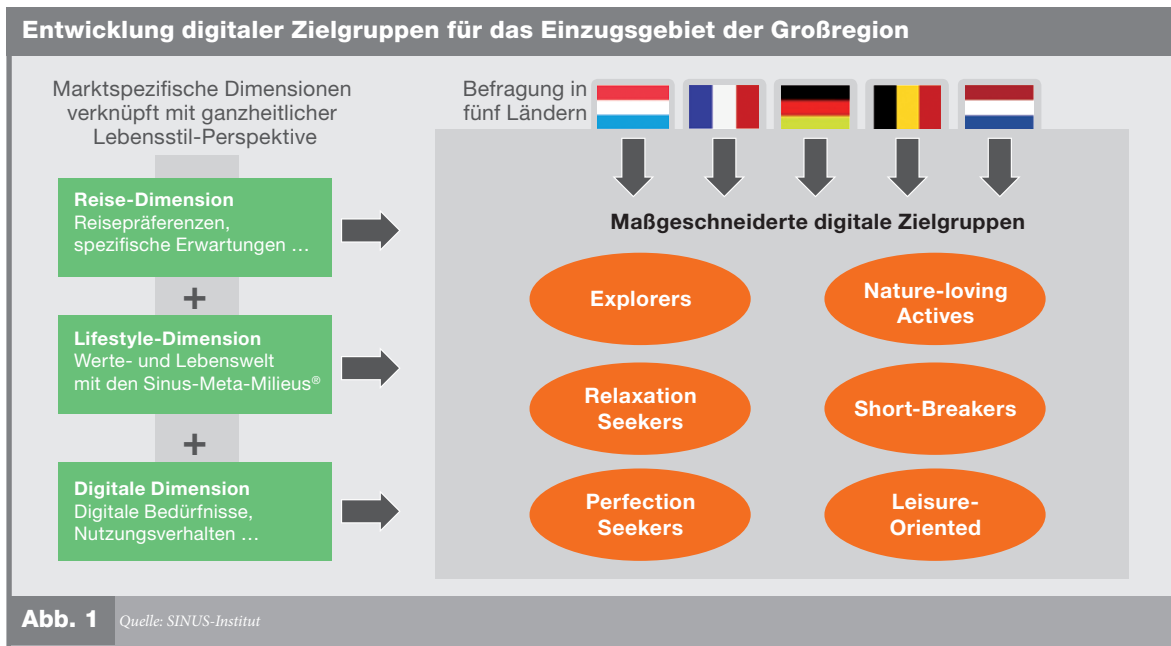 Entwicklung digitaler Zielgruppen für das Einzugsgebiet der Großregion
Marktspezifische Dimensionen
verknüpft mit ganzheitlicher
Lebensstil-Perspektive
Reise-Dimension
Reisepräferenzen,
spezifische Erwartungen …
+
Lifestyle-Dimension
Werte- und Lebenswelt
mit den Sinus-Meta-Milieus®
+
Digitale Dimension
Digitale Bedürfnisse,
Nutzungsverhalten …
Befragung in
fünf Ländern
Maßgeschneiderte digitale Zielgruppen
Explorers
Nature-loving
Actives
Relaxation
Seekers
Short-Breakers
Perfection
Seekers
Leisure-
Oriented
Abb. 1 Quelle: SINUS-Institut